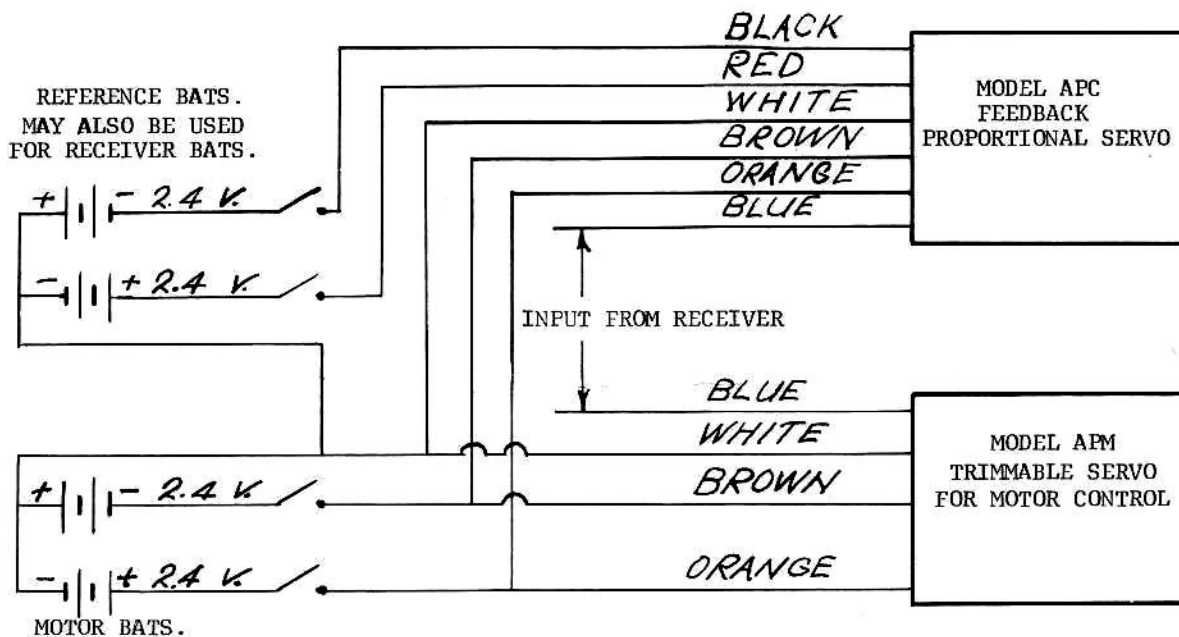 BLACK
RED
WHITE
BROWN
ORANGE
BLUE
MODEL APC
FEEDBACK
PROPORTIONAL SERVO
REFERENCE BATS.
MAY ALSO BE USED
FOR RECEIVER BATS.
+ - 2.4 V.
- + 2.4 V.
INPUT FROM RECEIVER
BLUE
WHITE
BROWN
ORANGE
MODEL APM
TRIMMABLE SERVO
FOR MOTOR CONTROL
+ - 2.4 V.
- + 2.4 V.
MOTOR BATS.